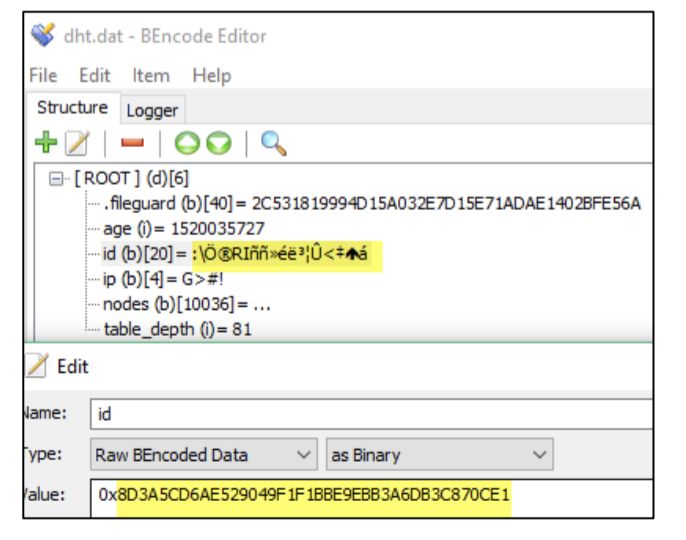 dht.dat - BEncode Editor
File Edit Item Help
Structure Logger
[ ROOT ] (d)[6]
.fileguard (b)[40] = 2C531819994D15A032E7D15E71ADAE1402BFE56A
age (i) = 1520035727
id (b)[20] = :\Ö®RIññ»éë³¦Û<‡á
ip (b)[4] = G>#!
nodes (b)[10036] = ...
table_depth (i) = 81
Edit
Name: id
Type: Raw BEncoded Data as Binary
Value: 0x8D3A5CD6AE529049F1F1BBE9EBB3A6DB3C870CE1